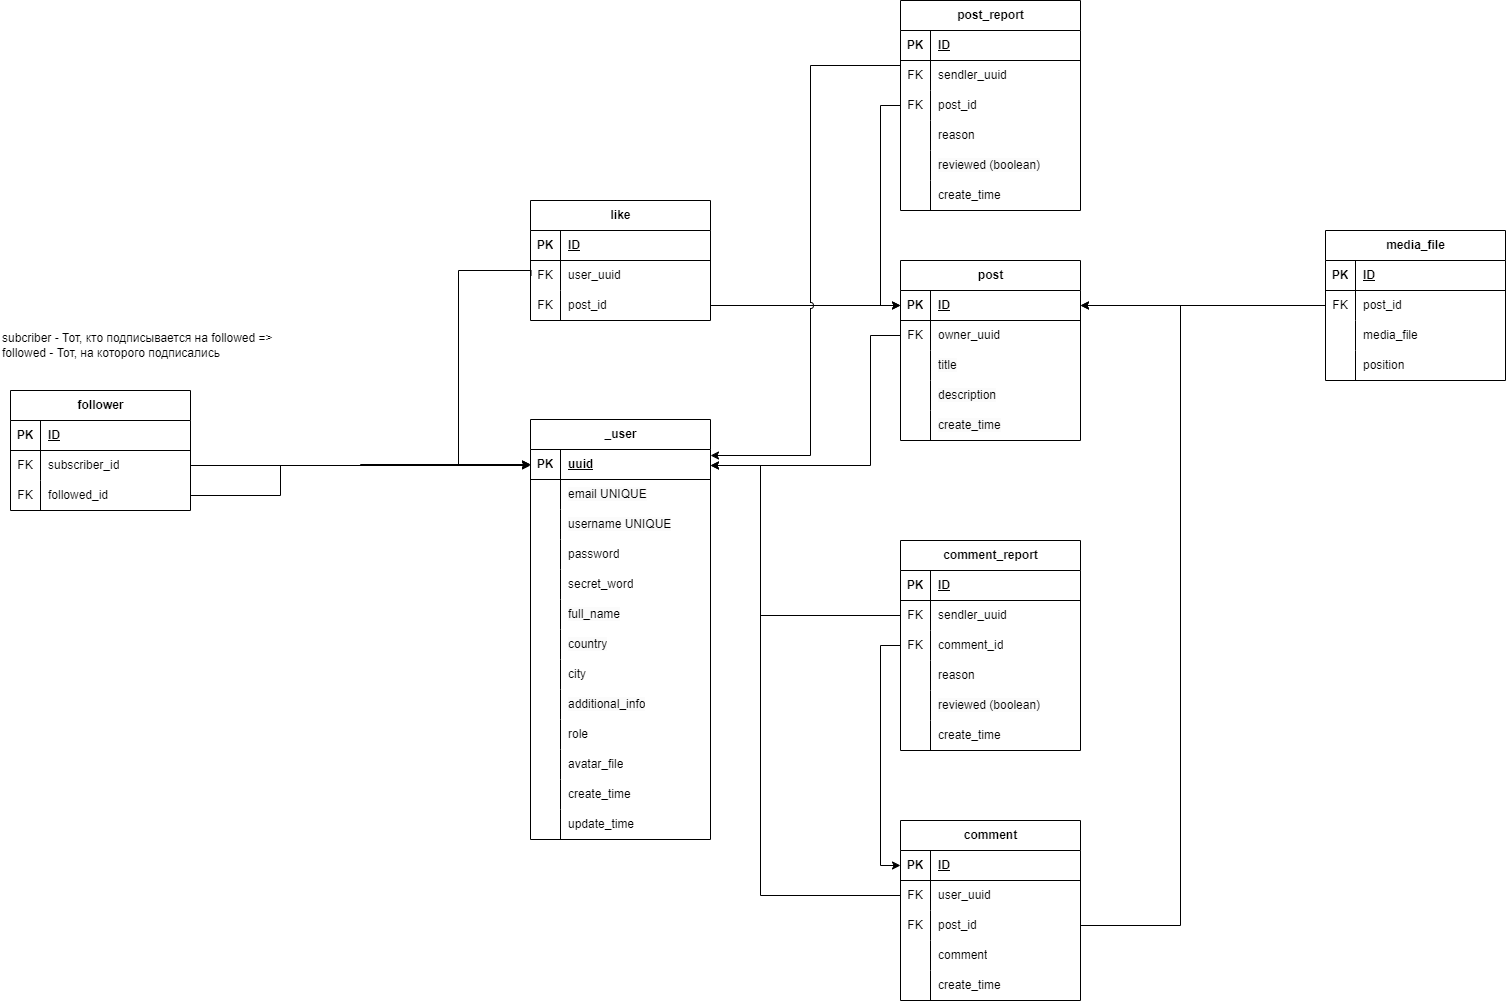 post_report
PK ID
FK sendler_uuid
FK post_id
reason
reviewed (boolean)
create_time
like
PK ID
FK user_uuid
FK post_id
post
PK ID
FK owner_uuid
title
description
create_time
media_file
PK ID
FK post_id
media_file
position
subcriber - Тот, кто подписывается на followed =>
followed - Тот, на которого подписались
follower
PK ID
FK subscriber_id
FK followed_id
_user
PK uuid
email UNIQUE
username UNIQUE
password
secret_word
full_name
country
city
additional_info
role
avatar_file
create_time
update_time
comment_report
PK ID
FK sendler_uuid
FK comment_id
reason
reviewed (boolean)
create_time
comment
PK ID
FK user_uuid
FK post_id
comment
create_time